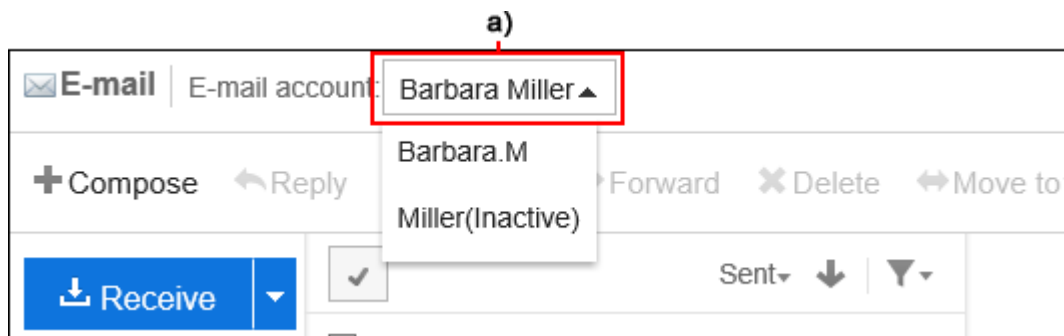 a)
E-mail E-mail account: Barbara Miller
Barbara.M
Compose Reply Forward Delete Move to
Miller(Inactive)
Receive Sent